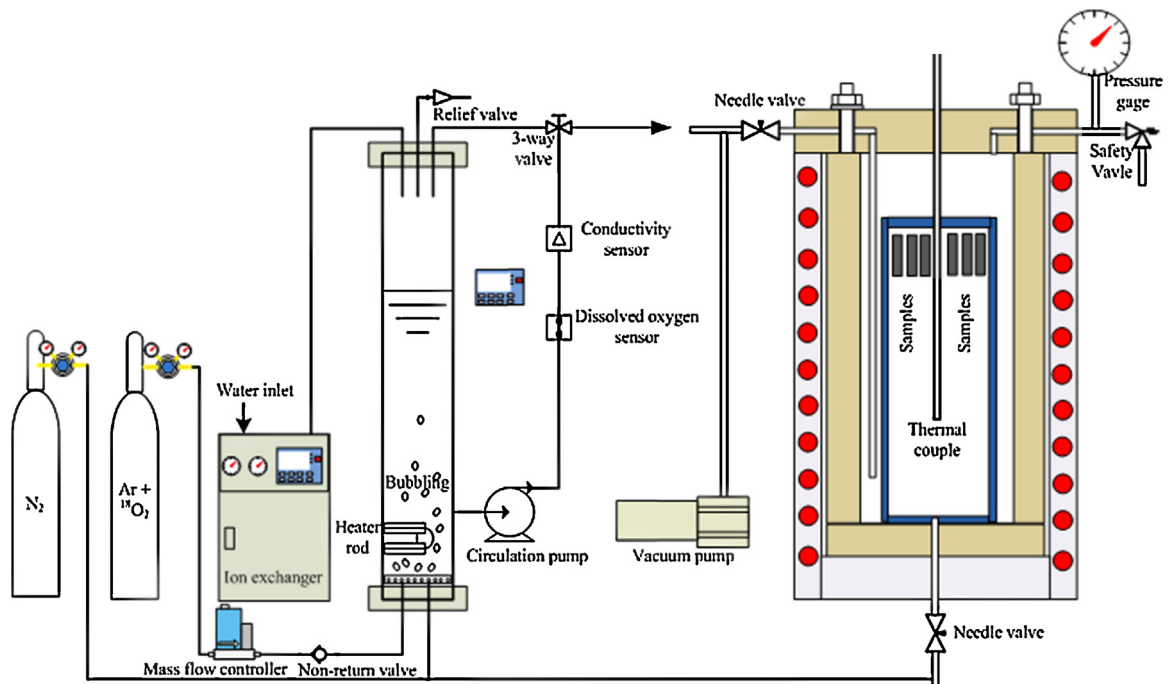 Relief valve
3-way
valve
Needle valve
Pressure
gage
Safety
Vavle
Conductivity
sensor
Dissolved oxygen
sensor
Samples
Samples
Thermal
couple
Water inlet
N₂
Ar +
¹⁸O₂
Bubbling
Heater
rod
Ion exchanger
Circulation pump
Vacuum pump
Needle valve
Mass flow controller
Non-return valve